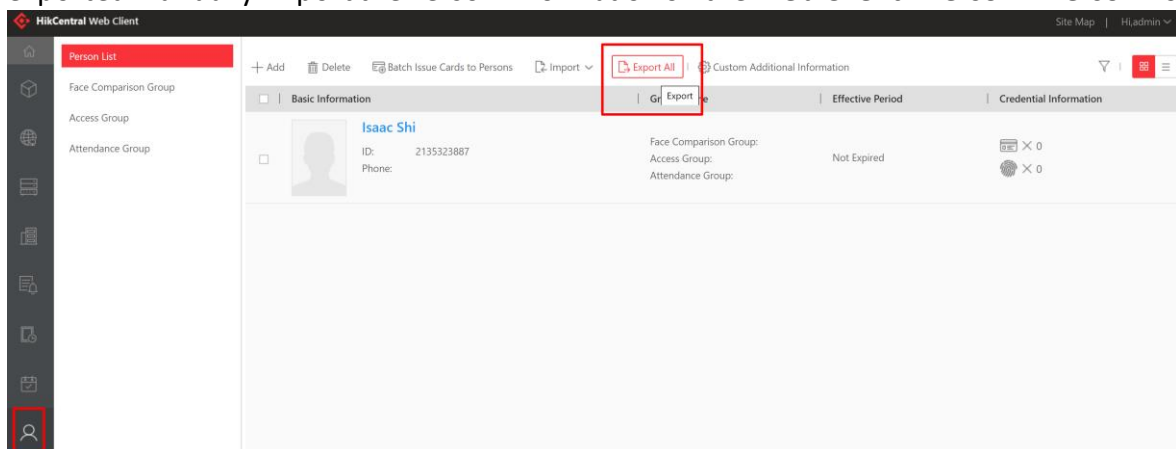 HikCentral Web Client
Site Map | Hi,admin
Person List
Face Comparison Group
Access Group
Attendance Group
Add Delete Batch Issue Cards to Persons Import Export All Custom Additional Information
Basic Information Effective Period Credential Information
Export
Isaac Shi
ID: 2135323887
Phone:
Face Comparison Group:
Access Group:
Attendance Group:
Not Expired
× 0
× 0